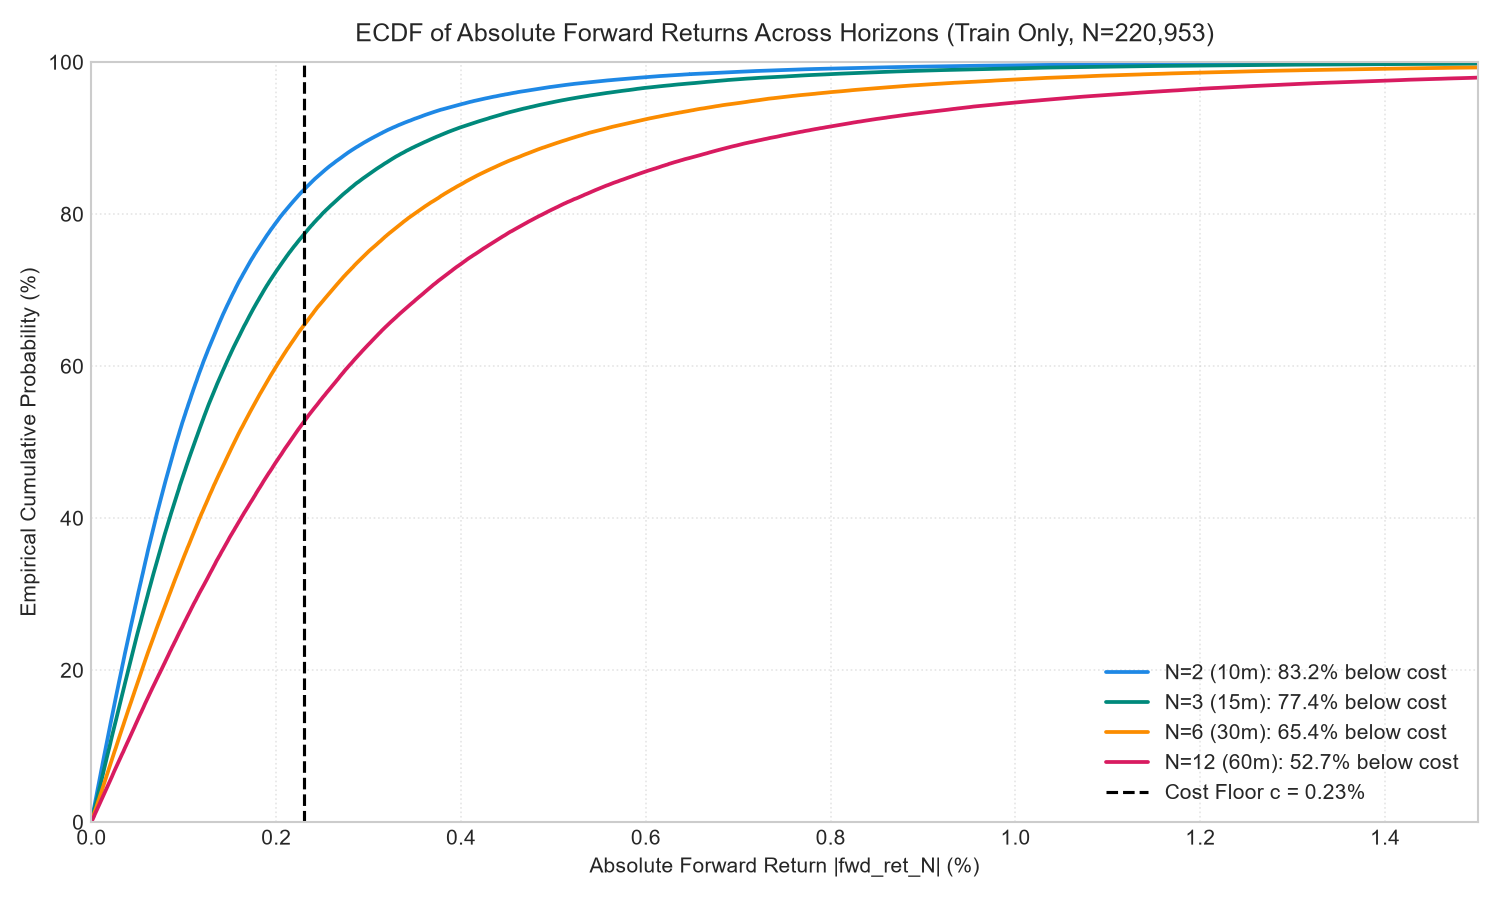 ECDF of Absolute Forward Returns Across Horizons (Train Only, N=220,953)
Empirical Cumulative Probability (%)
100
80
60
40
20
0
0.0 0.2 0.4 0.6 0.8 1.0 1.2 1.4
Absolute Forward Return |fwd_ret_N| (%)
N=2 (10m): 83.2% below cost
N=3 (15m): 77.4% below cost
N=6 (30m): 65.4% below cost
N=12 (60m): 52.7% below cost
Cost Floor c = 0.23%